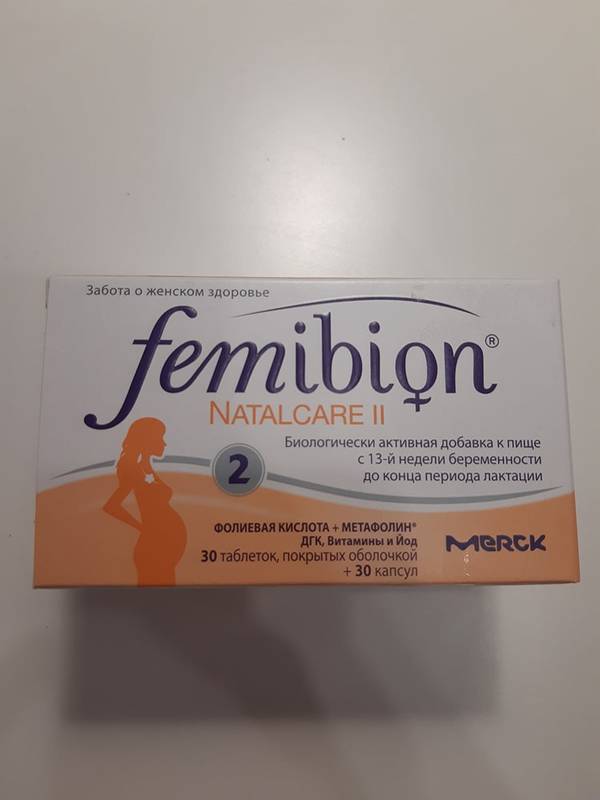 Забота о женском здоровье
femibion®
NATALCARE II
Биологически активная добавка к пище
с 13-й недели беременности
до конца периода лактации
2
ФОЛИЕВАЯ КИСЛОТА + МЕТАФОЛИН®
ДГК, Витамины и Йод
30 таблеток, покрытых оболочкой
+ 30 капсул
MERCK